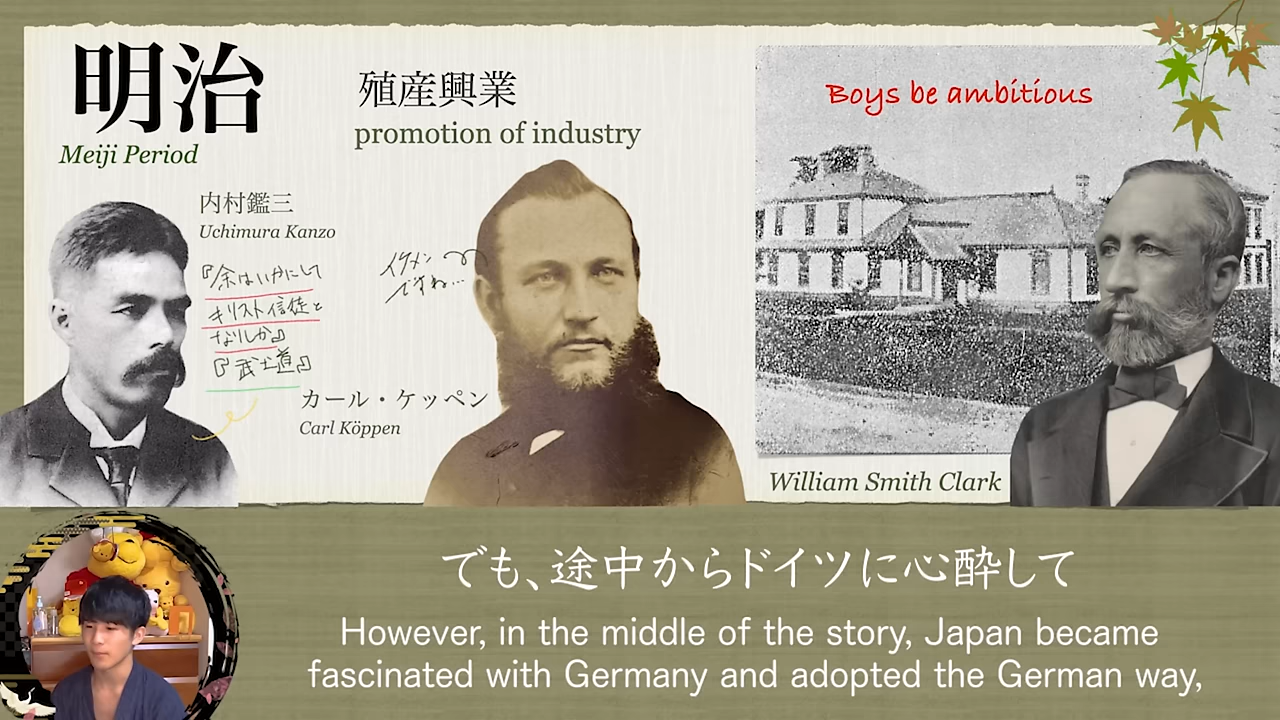 明治
Meiji Period
殖産興業
promotion of industry
Boys be ambitious
内村鑑三
Uchimura Kanzo
『余はいかにして
キリスト信徒と
なりしか』
『武士道』
イケメン
ですね…
カール・ケッペン
Carl Köppen
William Smith Clark
でも、途中からドイツに心酔して
However, in the middle of the story, Japan became
fascinated with Germany and adopted the German way,